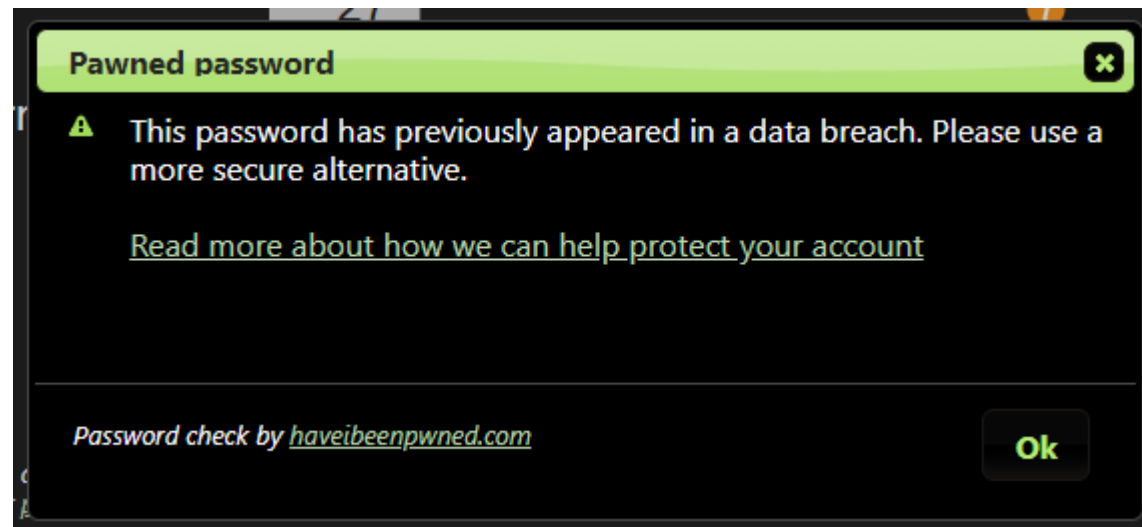 27
Pawned password
This password has previously appeared in a data breach. Please use a
more secure alternative.
Read more about how we can help protect your account
Password check by haveibeenpwned.com
Ok